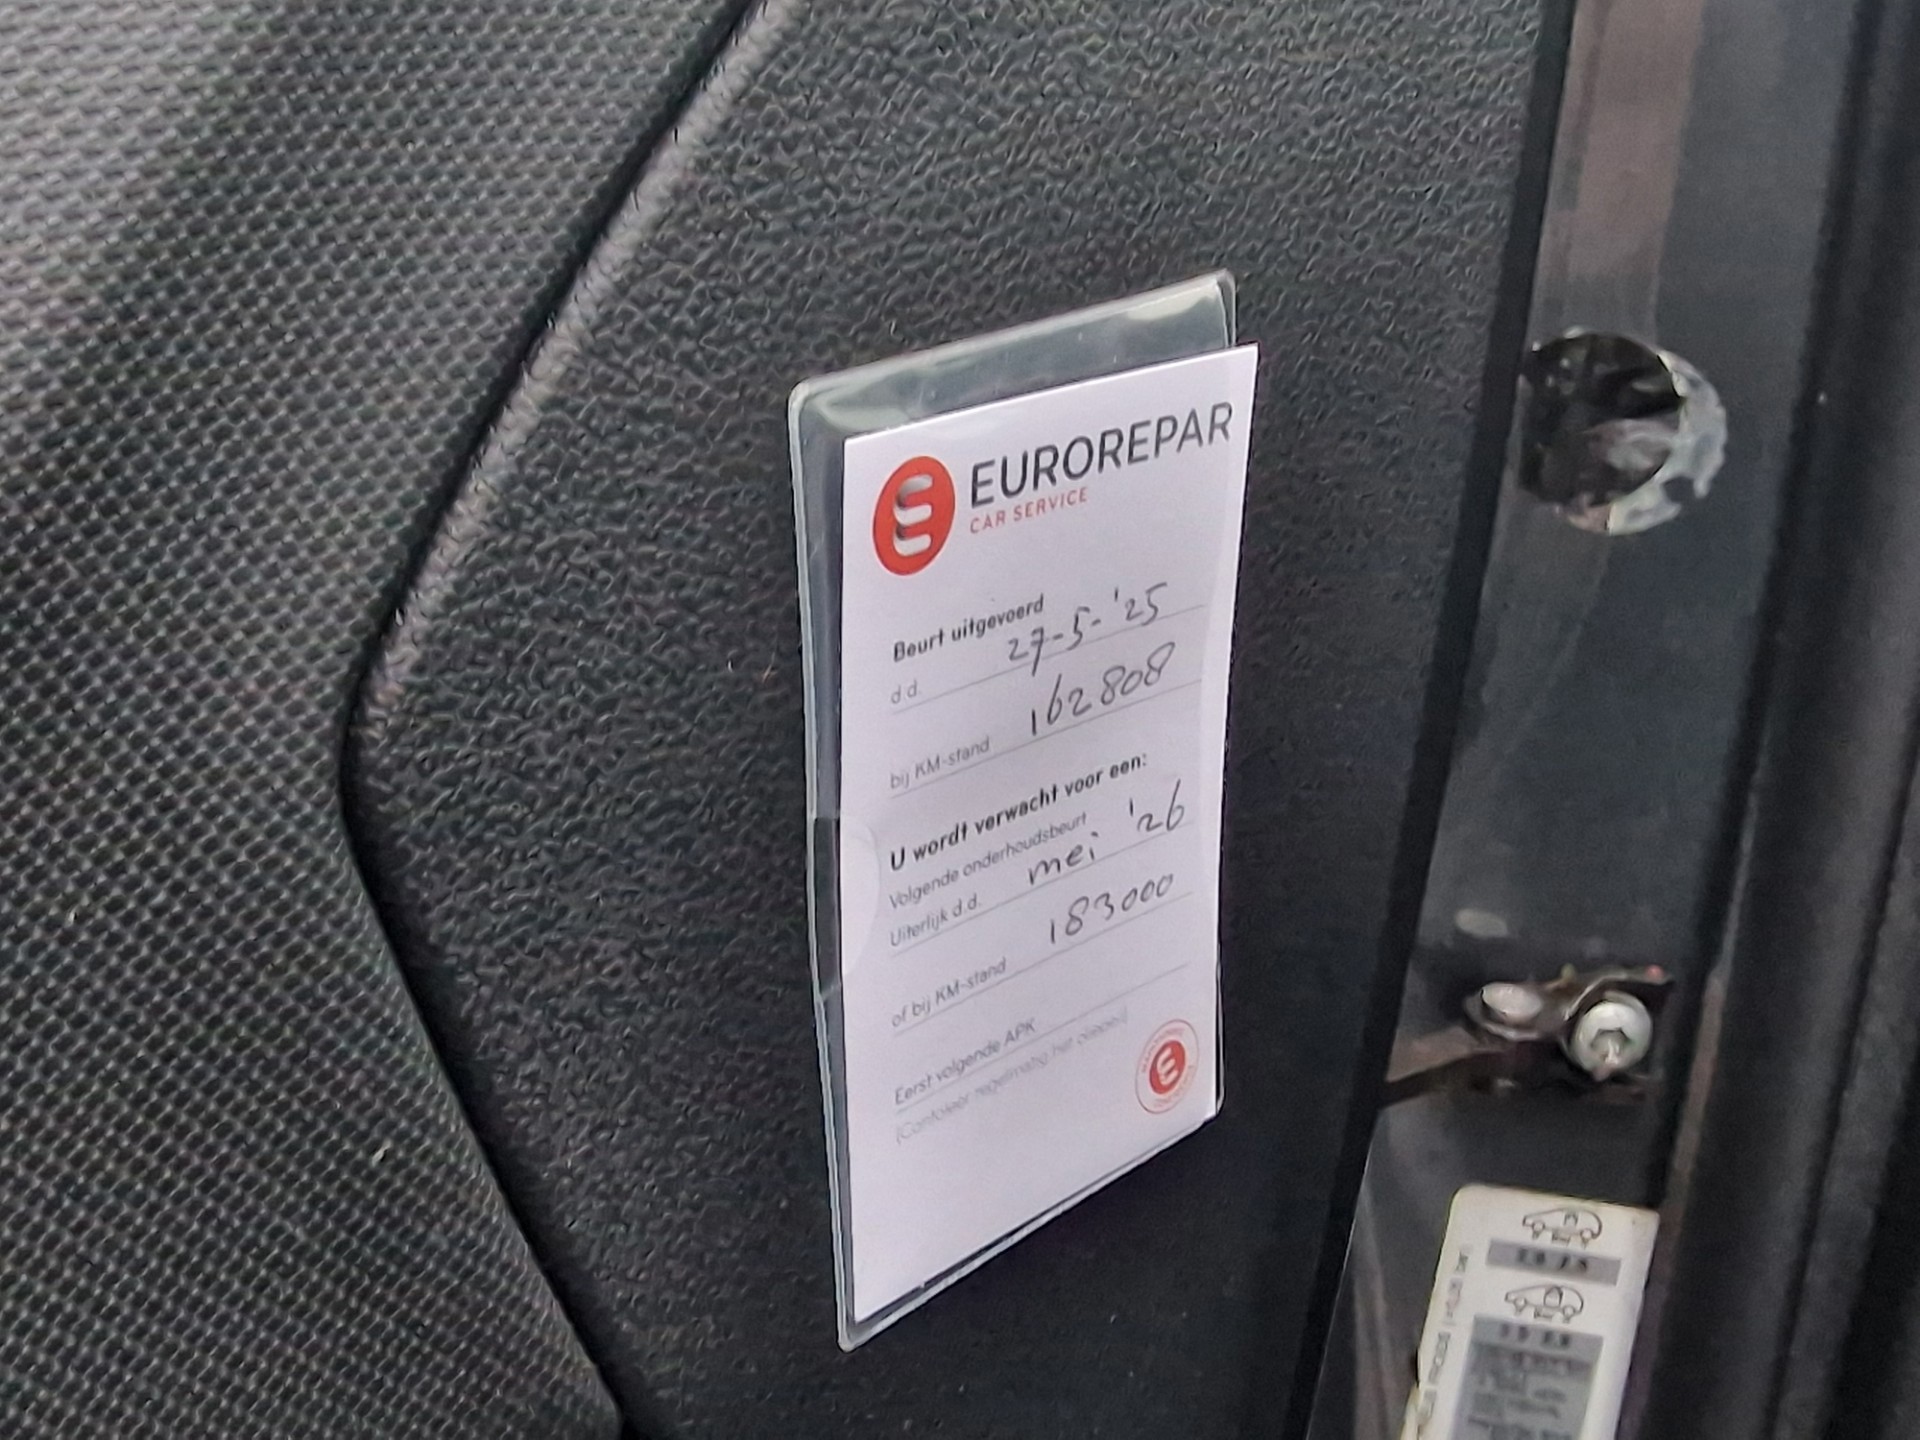 EUROREPAR
CAR SERVICE
Beurt uitgevoerd
d.d. 27-5-'25
bij KM-stand 162808
U wordt verwacht voor een:
Volgende onderhoudsbeurt
Uiterlijk d.d. mei '26
of bij KM-stand 183000
Eerst volgende APK
(Controleer regelmatig het oliepeil)